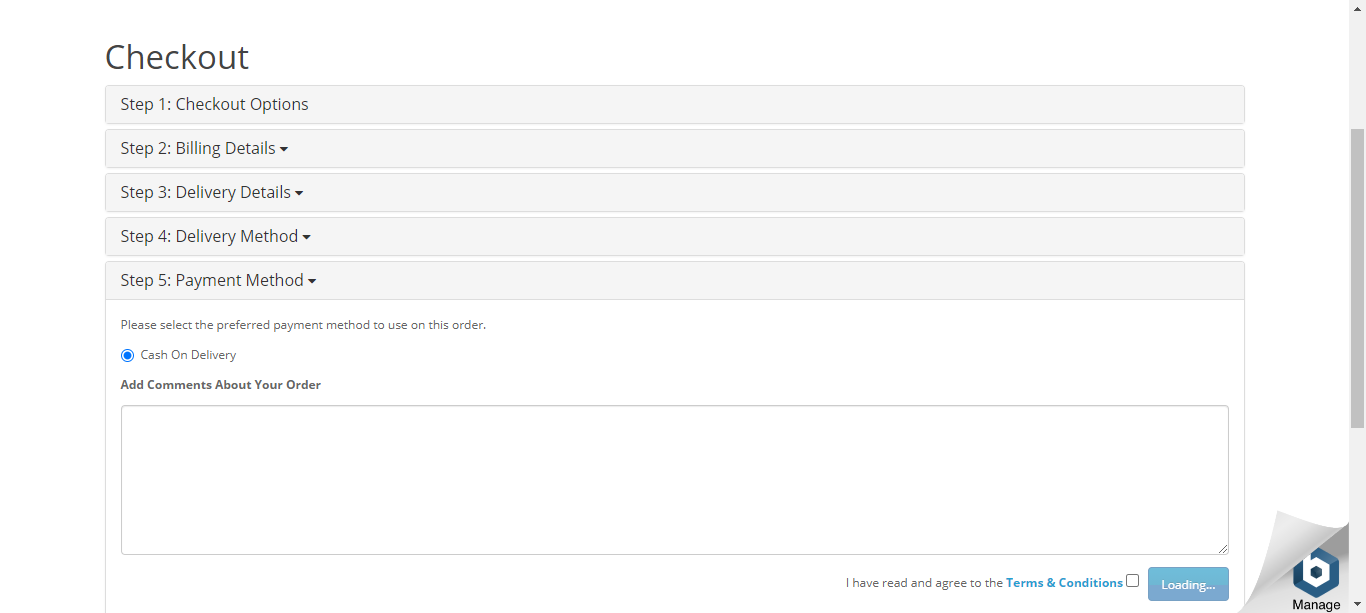 Checkout
Step 1: Checkout Options
Step 2: Billing Details
Step 3: Delivery Details
Step 4: Delivery Method
Step 5: Payment Method
Please select the preferred payment method to use on this order.
Cash On Delivery
Add Comments About Your Order
I have read and agree to the Terms & Conditions Loading...
Manage